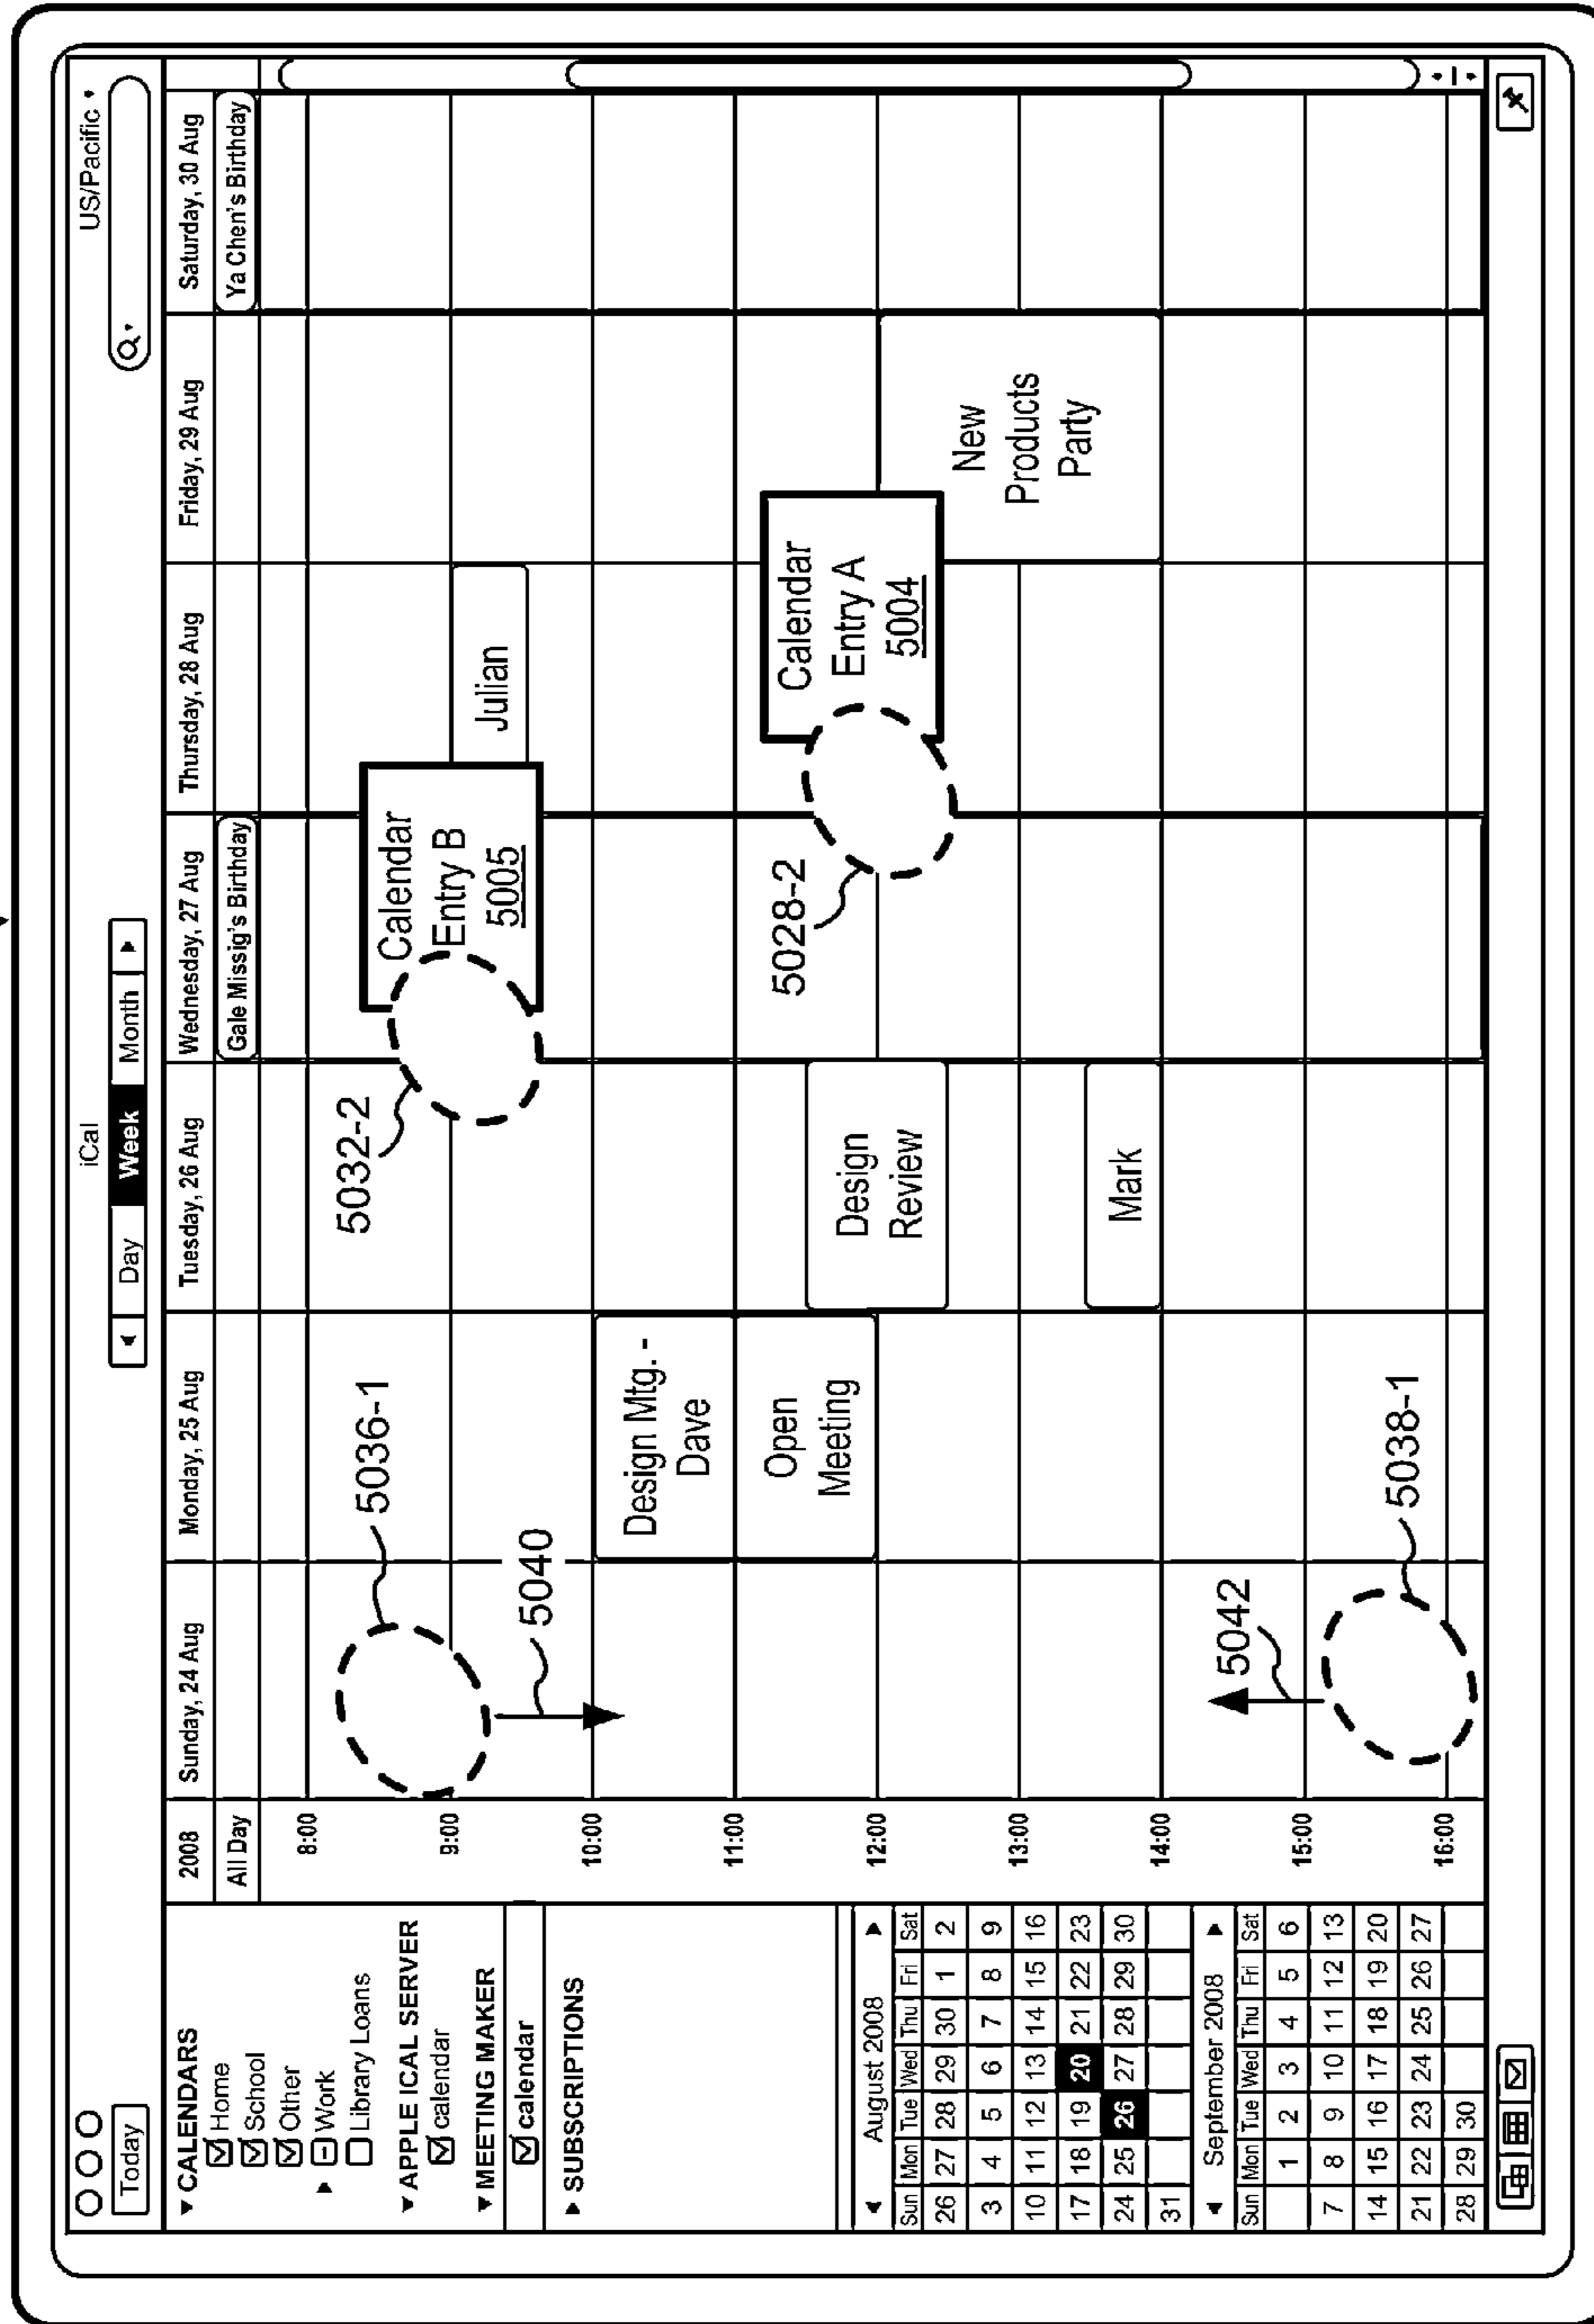 iCal
US/Pacific
Today
Day
Week
Month
CALENDARS
Home
School
Other
Work
Library Loans
APPLE ICAL SERVER
calendar
MEETING MAKER
calendar
SUBSCRIPTIONS
August 2008
Sun Mon Tue Wed Thu Fri Sat
26 27 28 29 30 1 2
3 4 5 6 7 8 9
10 11 12 13 14 15 16
17 18 19 20 21 22 23
24 25 26 27 28 29 30
31
September 2008
Sun Mon Tue Wed Thu Fri Sat
1 2 3 4 5 6
7 8 9 10 11 12 13
14 15 16 17 18 19 20
21 22 23 24 25 26 27
28 29 30
2008
Sunday, 24 Aug
Monday, 25 Aug
Tuesday, 26 Aug
Wednesday, 27 Aug
Thursday, 28 Aug
Friday, 29 Aug
Saturday, 30 Aug
All Day
Gale Missig's Birthday
Ya Chen's Birthday
8:00
9:00
10:00
11:00
12:00
13:00
14:00
15:00
16:00
5036-1
5040
5032-2
Calendar
Entry B
5005
Julian
Design Mtg. -
Dave
Open
Meeting
Design
Review
Mark
5028-2
Calendar
Entry A
5004
New
Products
Party
5042
5038-1